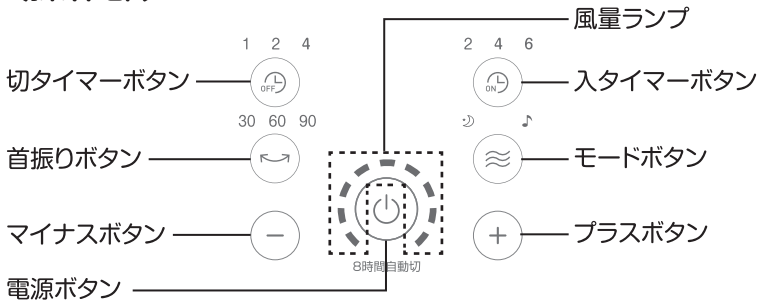 風量ランプ
1 2 4
2 4 6
切タイマーボタン
OFF
ON
入タイマーボタン
30 60 90
首振りボタン
モードボタン
マイナスボタン
プラスボタン
8時間自動切
電源ボタン